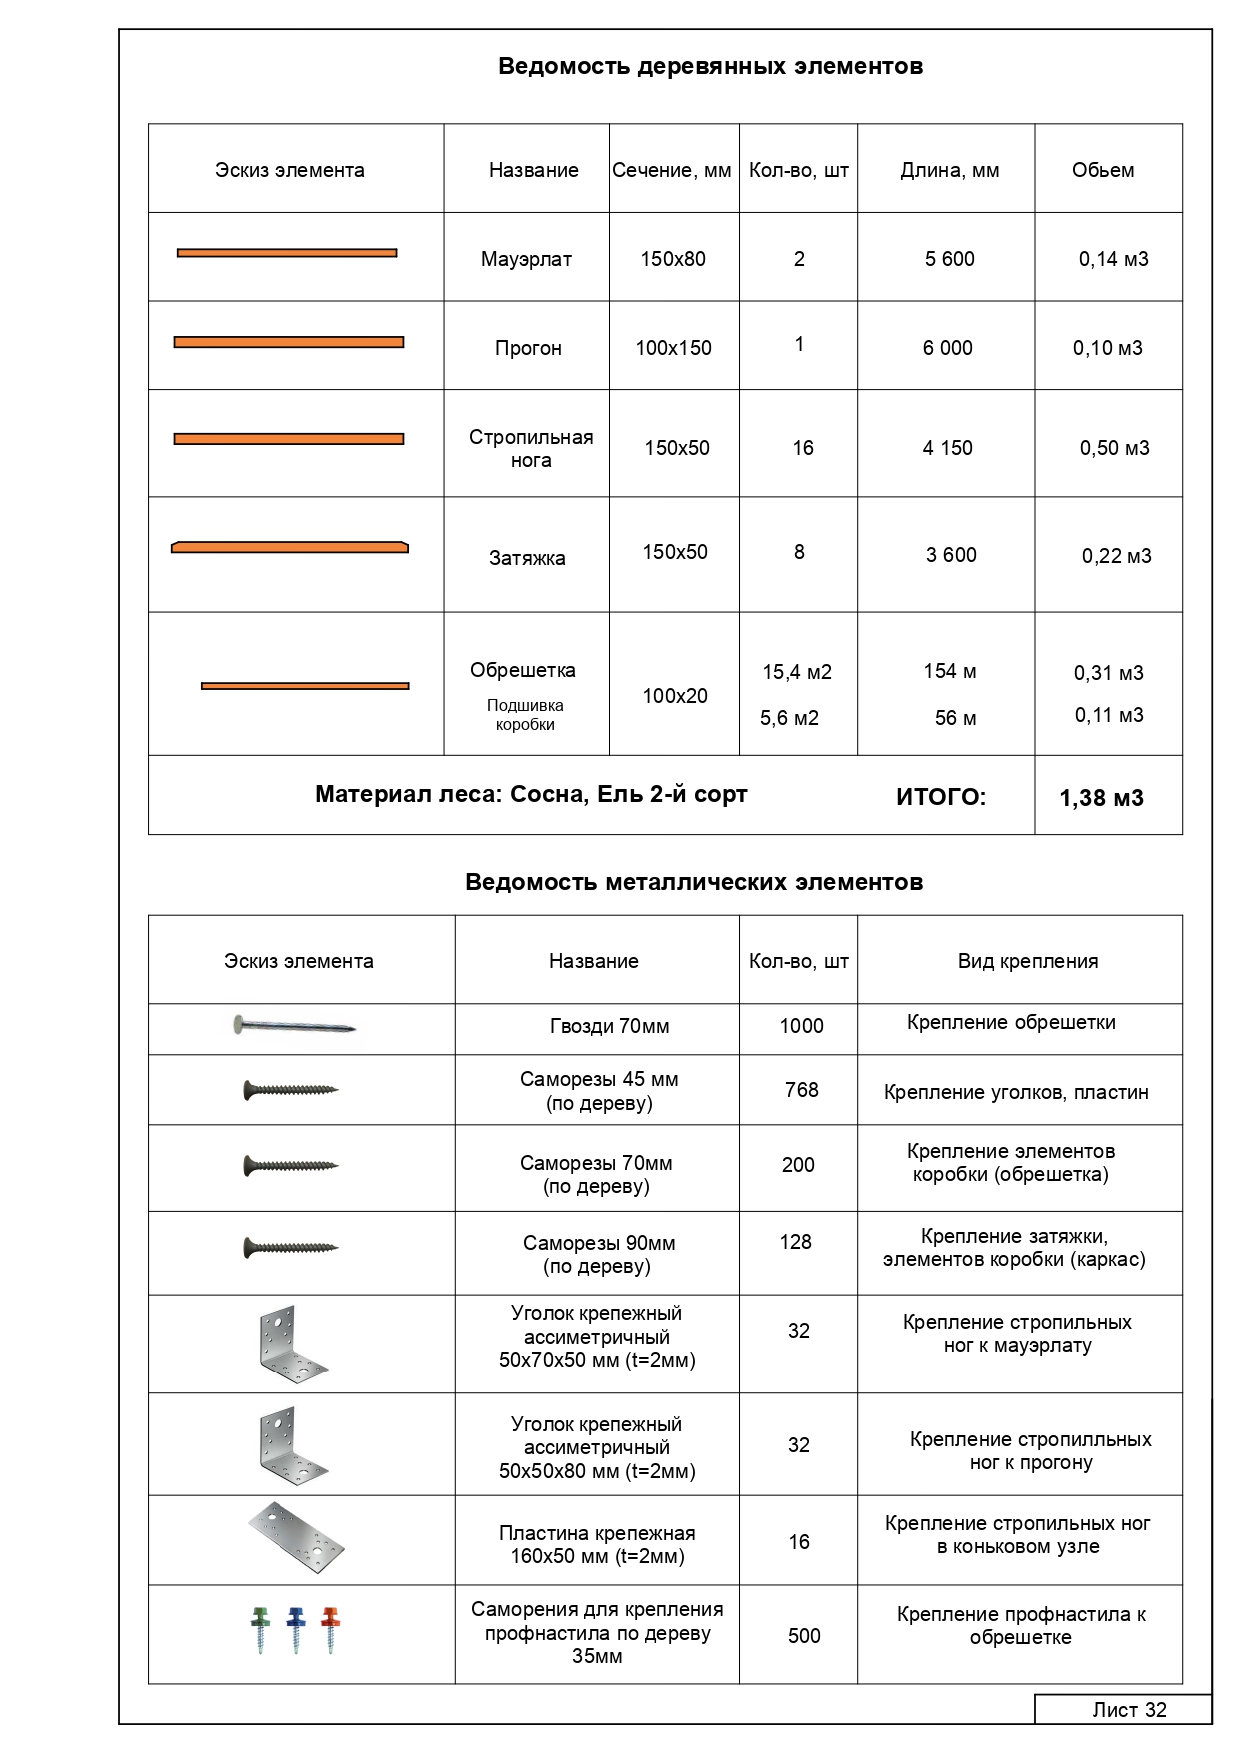 Ведомость деревянных элементов
Эскиз элемента Название Сечение, мм Кол-во, шт Длина, мм Обьем
Мауэрлат 150х80 2 5 600 0,14 м3
Прогон 100х150 1 6 000 0,10 м3
Стропильная
нога 150х50 16 4 150 0,50 м3
Затяжка 150х50 8 3 600 0,22 м3
Обрешетка 15,4 м2 154 м 0,31 м3
100х20
Подшивка
коробки 5,6 м2 56 м 0,11 м3
Материал леса: Сосна, Ель 2-й сорт ИТОГО: 1,38 м3
Ведомость металлических элементов
Эскиз элемента Название Кол-во, шт Вид крепления
Гвозди 70мм 1000 Крепление обрешетки
Саморезы 45 мм
(по дереву) 768 Крепление уголков, пластин
Саморезы 70мм
(по дереву) 200 Крепление элементов
коробки (обрешетка)
Саморезы 90мм
(по дереву) 128 Крепление затяжки,
элементов коробки (каркас)
Уголок крепежный
ассиметричный
50х70х50 мм (t=2мм) 32 Крепление стропильных
ног к мауэрлату
Уголок крепежный
ассиметричный
50х50х80 мм (t=2мм) 32 Крепление стропилльных
ног к прогону
Пластина крепежная
160х50 мм (t=2мм) 16 Крепление стропильных ног
в коньковом узле
Саморения для крепления
профнастила по дереву
35мм 500 Крепление профнастила к
обрешетке
Лист 32